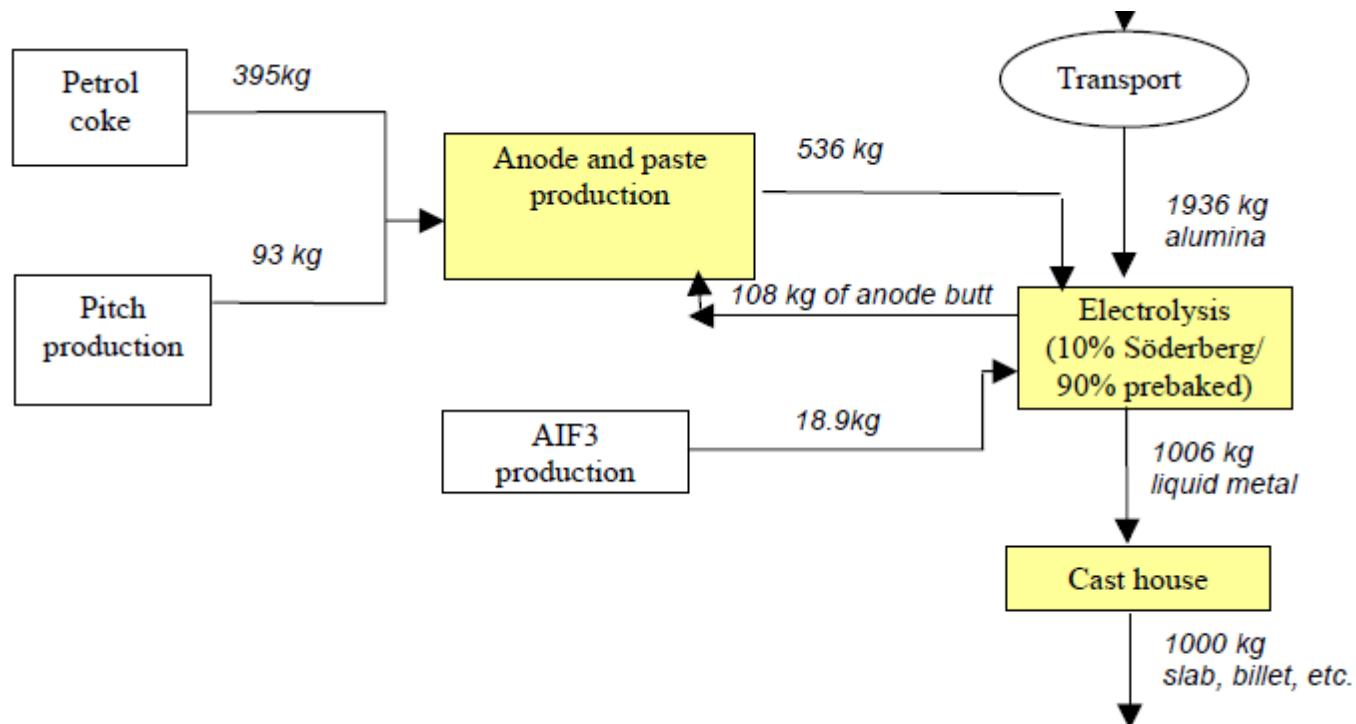 Petrol
coke
395kg
Transport
Anode and paste
production
536 kg
1936 kg
alumina
93 kg
Pitch
production
108 kg of anode butt
Electrolysis
(10% Söderberg/
90% prebaked)
AIF3
production
18.9kg
1006 kg
liquid metal
Cast house
1000 kg
slab, billet, etc.